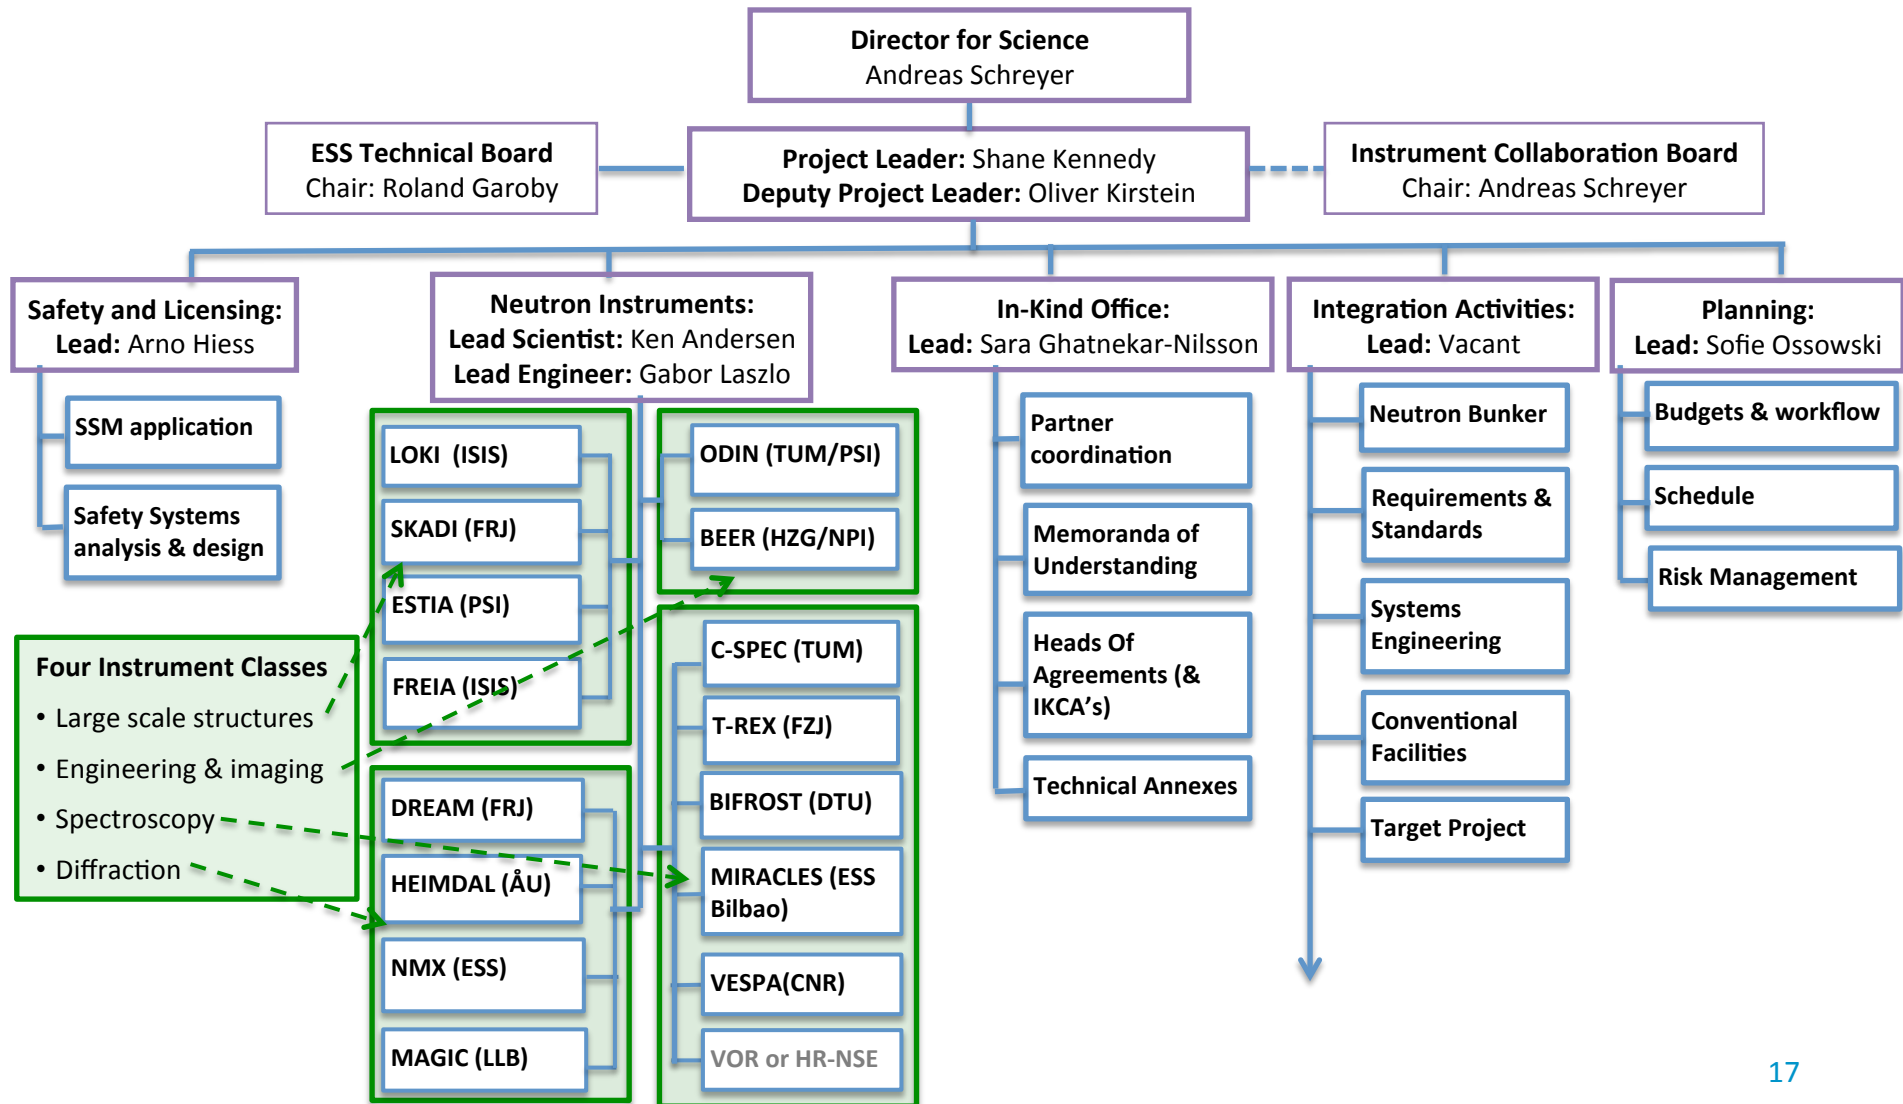 Director for Science
Andreas Schreyer
ESS Technical Board
Chair: Roland Garoby
Project Leader: Shane Kennedy
Deputy Project Leader: Oliver Kirstein
Instrument Collaboration Board
Chair: Andreas Schreyer
Safety and Licensing:
Lead: Arno Hiess
Neutron Instruments:
Lead Scientist: Ken Andersen
Lead Engineer: Gabor Laszlo
In-Kind Office:
Lead: Sara Ghatnekar-Nilsson
Integration Activities:
Lead: Vacant
Planning:
Lead: Sofie Ossowski
SSM application
Safety Systems
analysis & design
Four Instrument Classes
• Large scale structures
• Engineering & imaging
• Spectroscopy
• Diffraction
LOKI (ISIS)
SKADI (FRJ)
ESTIA (PSI)
FREIA (ISIS)
DREAM (FRJ)
HEIMDAL (ÅU)
NMX (ESS)
MAGIC (LLB)
ODIN (TUM/PSI)
BEER (HZG/NPI)
C-SPEC (TUM)
T-REX (FZJ)
BIFROST (DTU)
MIRACLES (ESS
Bilbao)
VESPA(CNR)
VOR or HR-NSE
Partner
coordination
Memoranda of
Understanding
Heads Of
Agreements (&
IKCA's)
Technical Annexes
Neutron Bunker
Requirements &
Standards
Systems
Engineering
Conventional
Facilities
Target Project
Budgets & workflow
Schedule
Risk Management
17